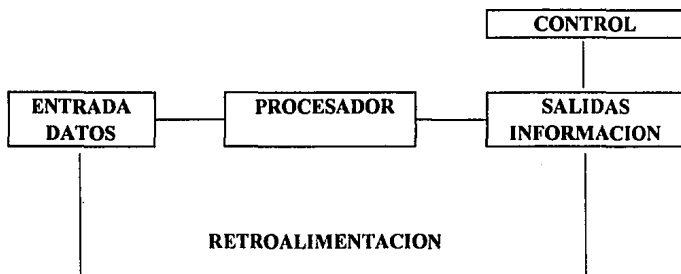 CONTROL
ENTRADA
DATOS
PROCESADOR
SALIDAS
INFORMACION
RETROALIMENTACION